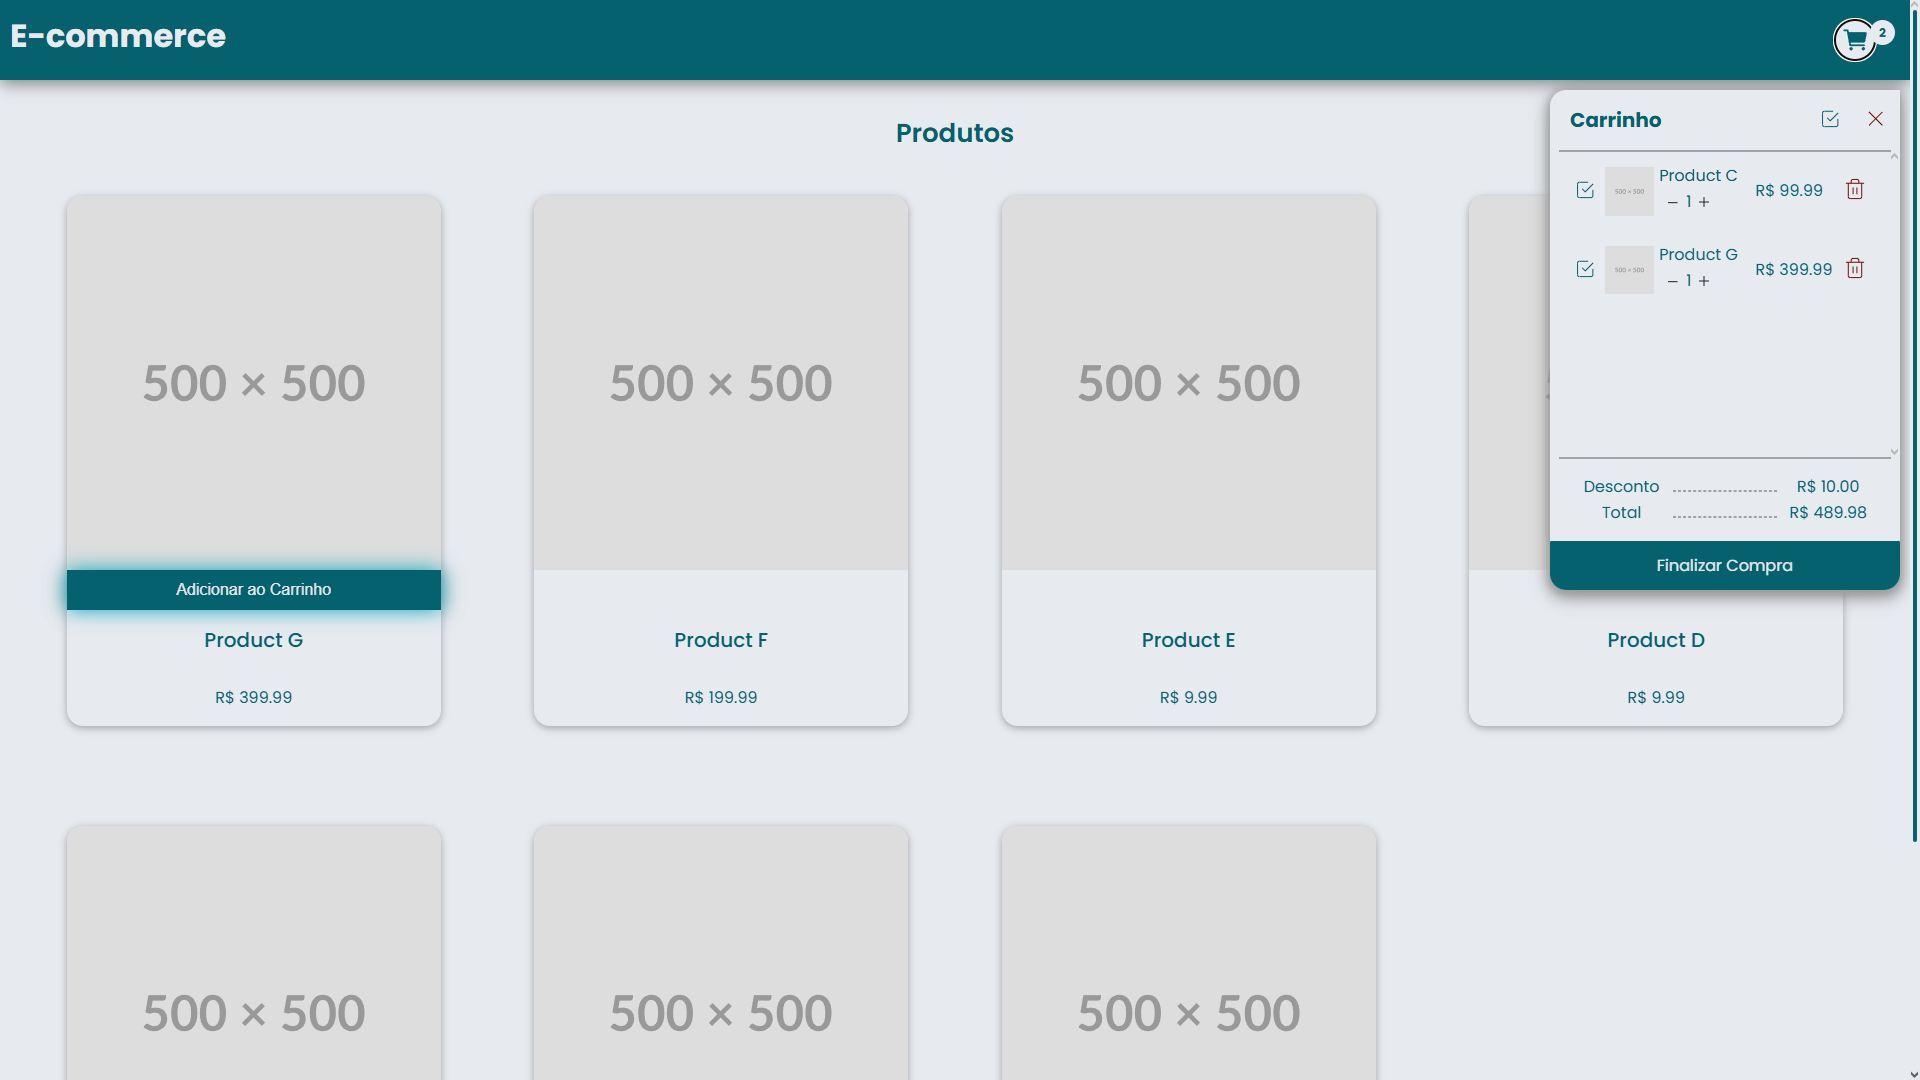 E-commerce
2
Produtos
Carrinho
500 × 500
Product C
1
R$ 99.99
500 × 500
Product G
1
R$ 399.99
Desconto R$ 10.00
Total R$ 489.98
Finalizar Compra
500 × 500
500 × 500
500 × 500
Adicionar ao Carrinho
Product G
R$ 399.99
Product F
R$ 199.99
Product E
R$ 9.99
Product D
R$ 9.99
500 × 500
500 × 500
500 × 500